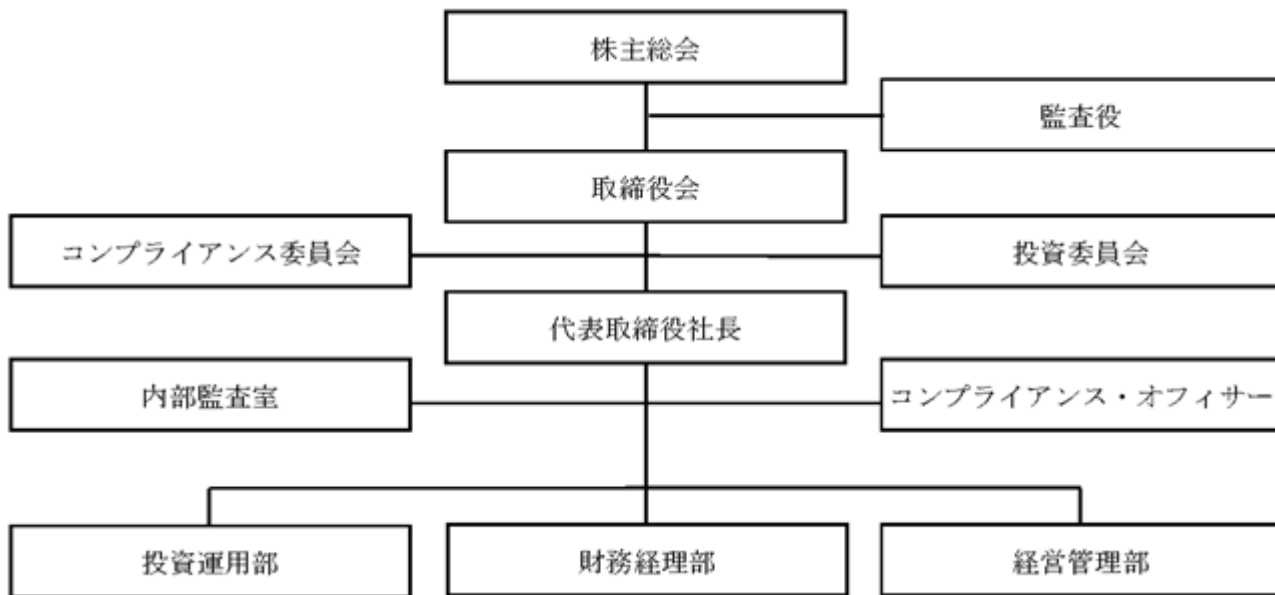 株主総会
監査役
取締役会
コンプライアンス委員会
投資委員会
代表取締役社長
内部監査室
コンプライアンス・オフィサー
投資運用部
財務経理部
経営管理部